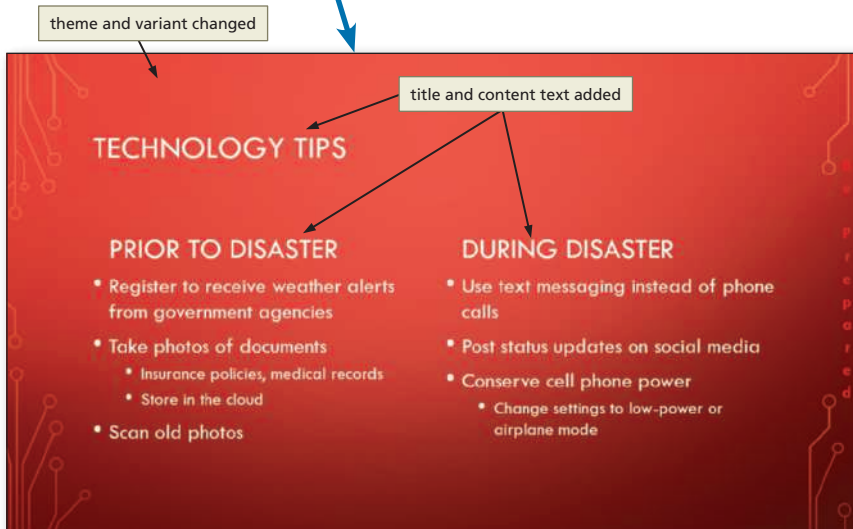 theme and variant changed
title and content text added
TECHNOLOGY TIPS
PRIOR TO DISASTER
• Register to receive weather alerts
from government agencies
• Take photos of documents
• Insurance policies, medical records
• Store in the cloud
• Scan old photos
DURING DISASTER
• Use text messaging instead of phone
calls
• Post status updates on social media
• Conserve cell phone power
• Change settings to low-power or
airplane mode
Be Prepared